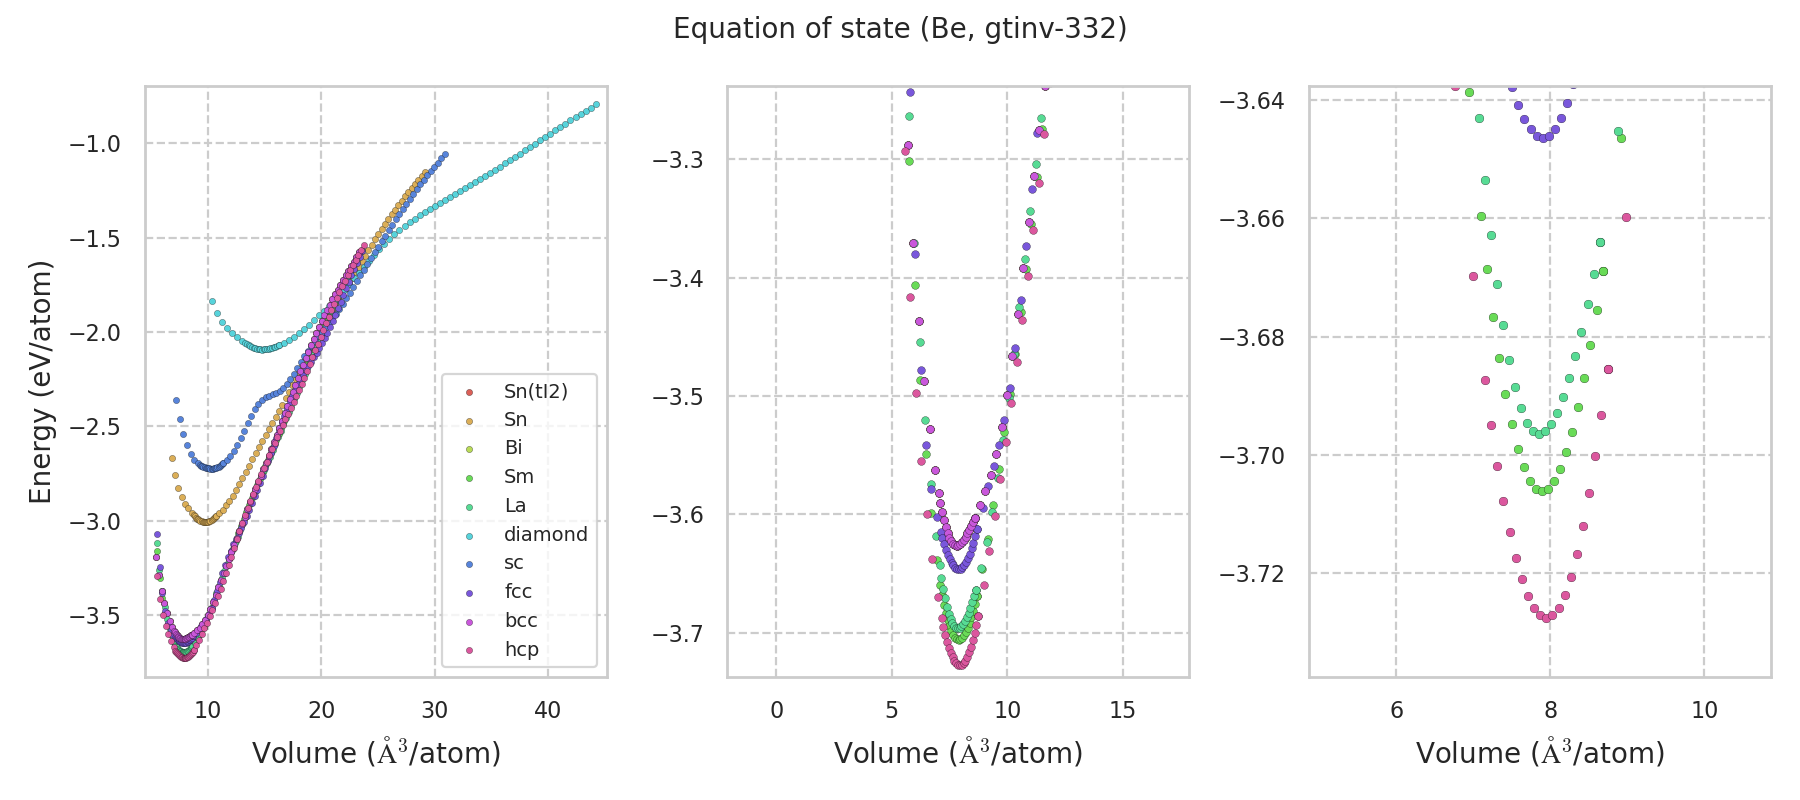 Equation of state (Be, gtinv-332)
Energy (eV/atom)
−1.0
−1.5
−2.0
−2.5
−3.0
−3.5
10 20 30 40
Volume (Å³/atom)
Sn(tI2)
Sn
Bi
Sm
La
diamond
sc
fcc
bcc
hcp
−3.3
−3.4
−3.5
−3.6
−3.7
0 5 10 15
Volume (Å³/atom)
−3.64
−3.66
−3.68
−3.70
−3.72
6 8 10
Volume (Å³/atom)